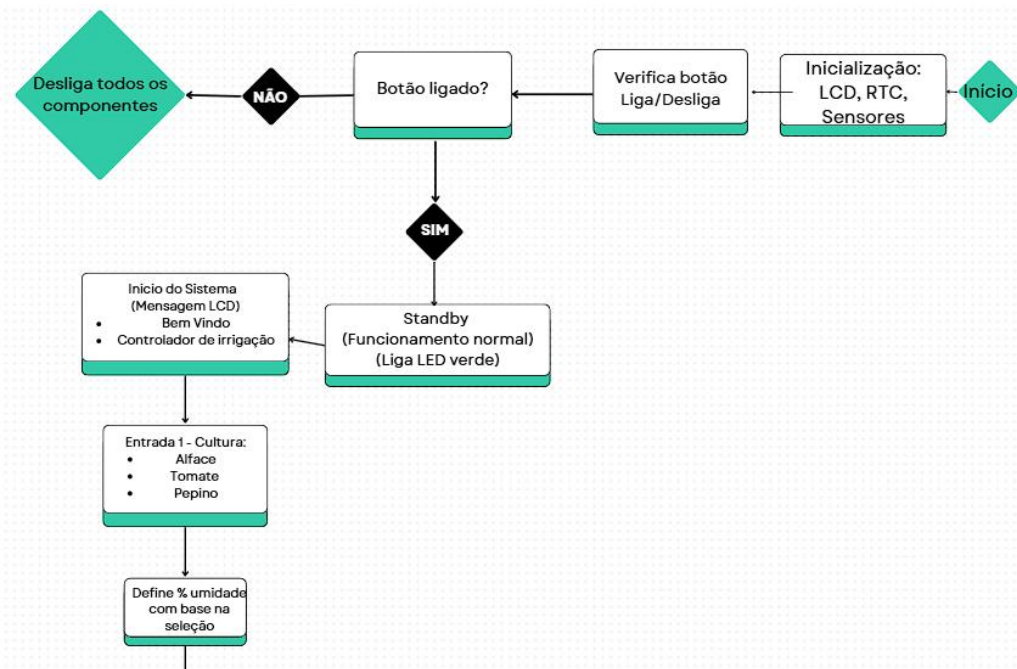 Início
Inicialização:
LCD, RTC,
Sensores
Verifica botão
Liga/Desliga
Botão ligado?
NÃO
Desliga todos os
componentes
SIM
Standby
(Funcionamento normal)
(Liga LED verde)
Inicio do Sistema
(Mensagem LCD)
• Bem Vindo
• Controlador de irrigação
Entrada 1 - Cultura:
• Alface
• Tomate
• Pepino
Define % umidade
com base na
seleção